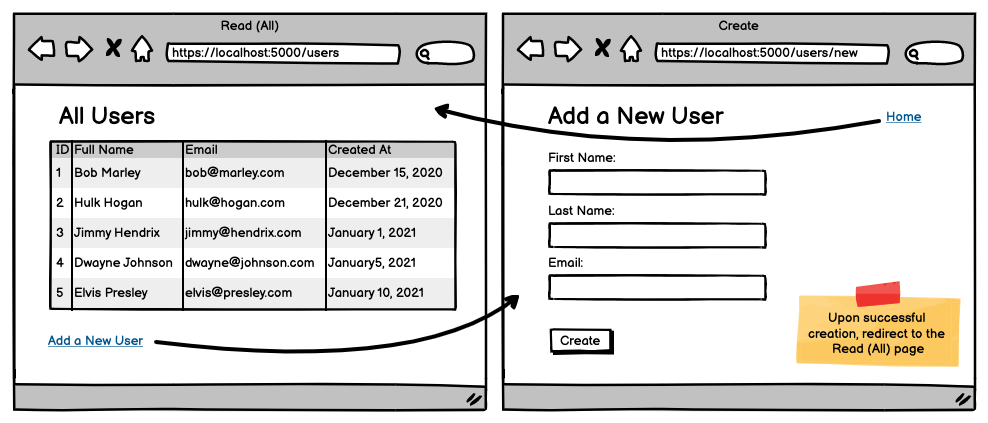 Read (All)
https://localhost:5000/users
All Users
ID Full Name Email Created At
1 Bob Marley bob@marley.com December 15, 2020
2 Hulk Hogan hulk@hogan.com December 21, 2020
3 Jimmy Hendrix jimmy@hendrix.com January 1, 2021
4 Dwayne Johnson dwayne@johnson.com January5, 2021
5 Elvis Presley elvis@presley.com January 10, 2021
Add a New User
Create
https://localhost:5000/users/new
Add a New User
Home
First Name:
Last Name:
Email:
Create
Upon successful
creation, redirect to the
Read (All) page